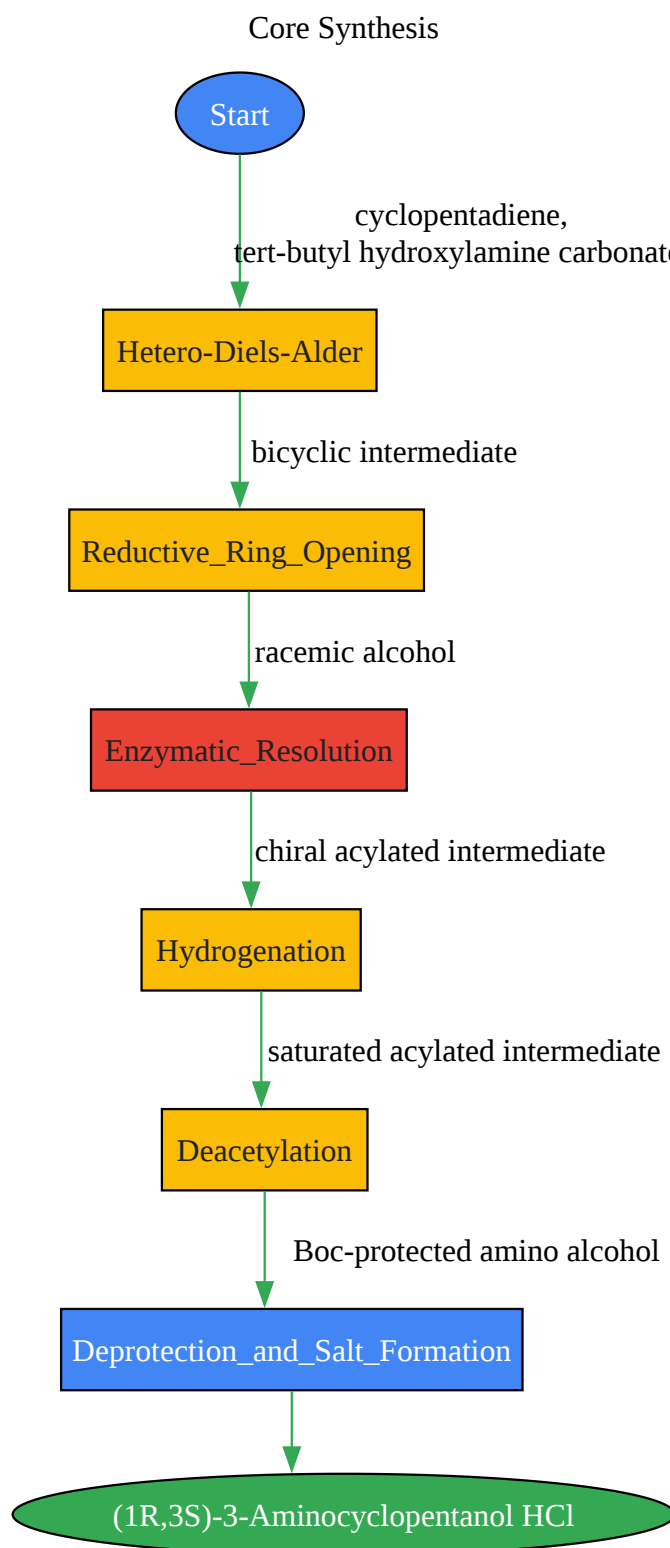 Core Synthesis
Start
cyclopentadiene,
tert-butyl hydroxylamine carbonate
Hetero-Diels-Alder
bicyclic intermediate
Reductive_Ring_Opening
racemic alcohol
Enzymatic_Resolution
chiral acylated intermediate
Hydrogenation
saturated acylated intermediate
Deacetylation
Boc-protected amino alcohol
Deprotection_and_Salt_Formation
(1R,3S)-3-Aminocyclopentanol HCl